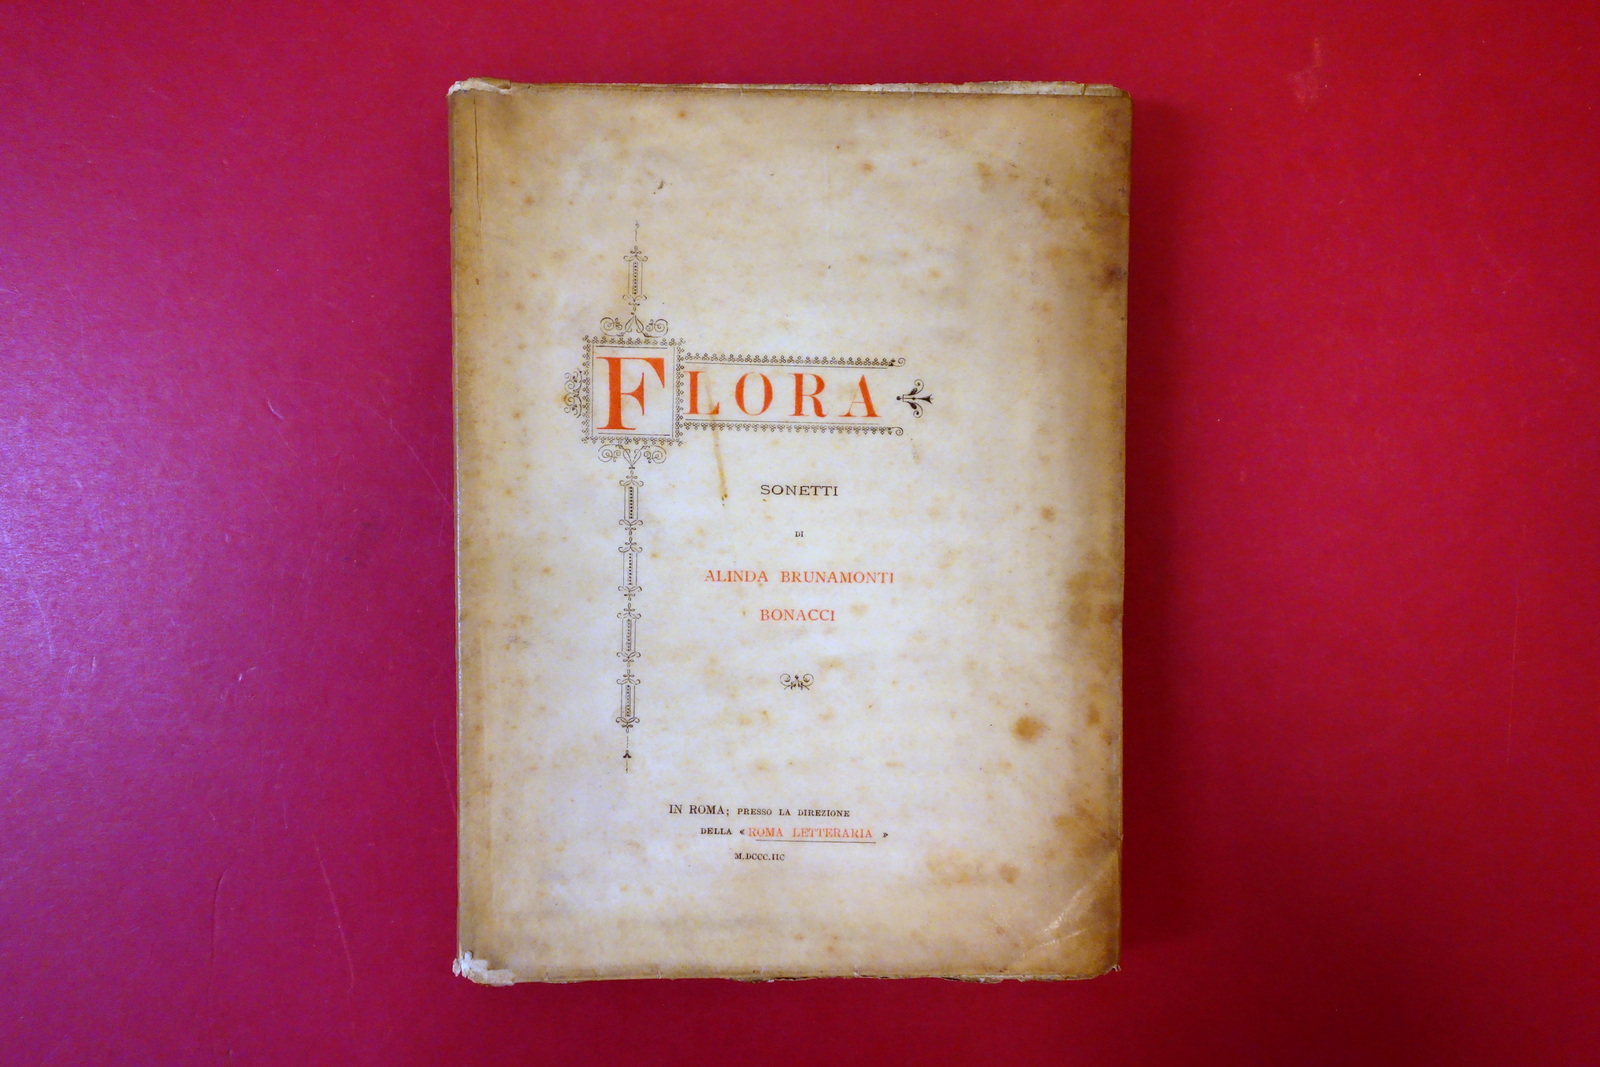 FLORA
SONETTI
DI
ALINDA BRUNAMONTI
BONACCI
IN ROMA; PRESSO LA DIREZIONE
DELLA « ROMA LETTERARIA »
M.DCCC.IIC